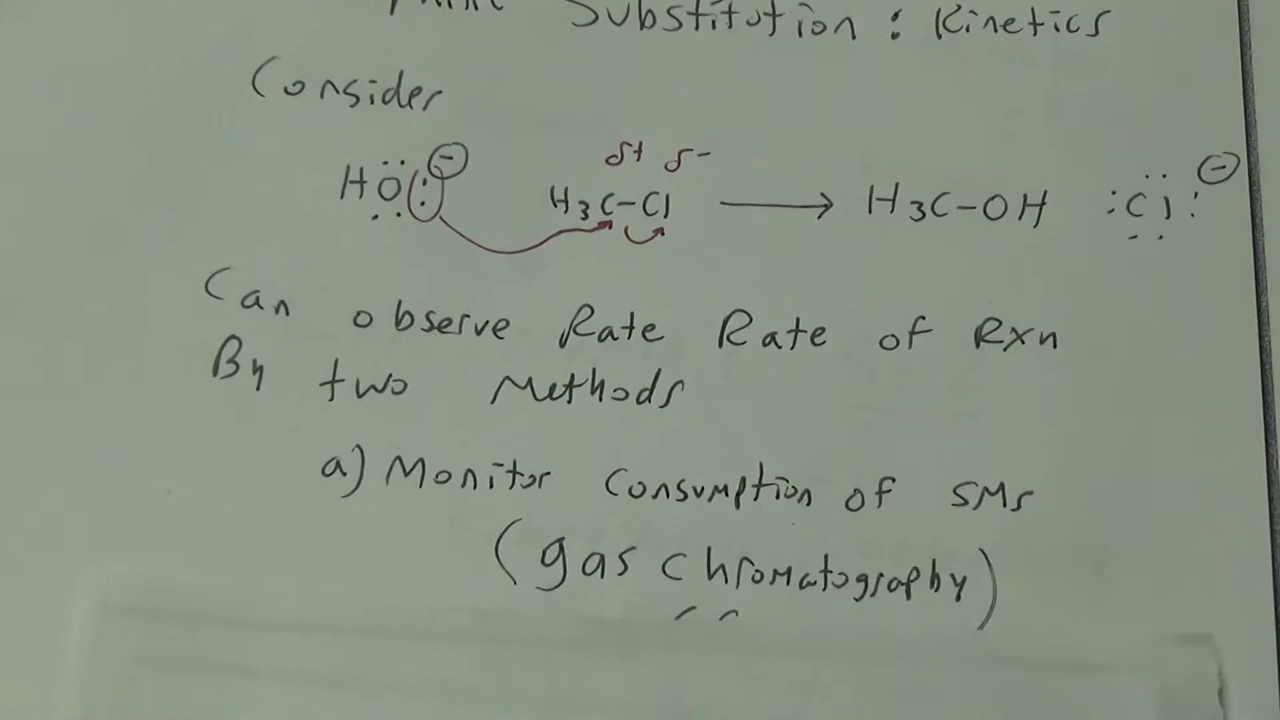 Substitution : Kinetics
Consider
HÖ: ⊖ H₃C-Cl δ+ δ- → H₃C-OH :Cl: ⊖
Can observe Rate Rate of Rxn
By two Methods
a) Monitor Consumption of SMs
(gas chromatography)